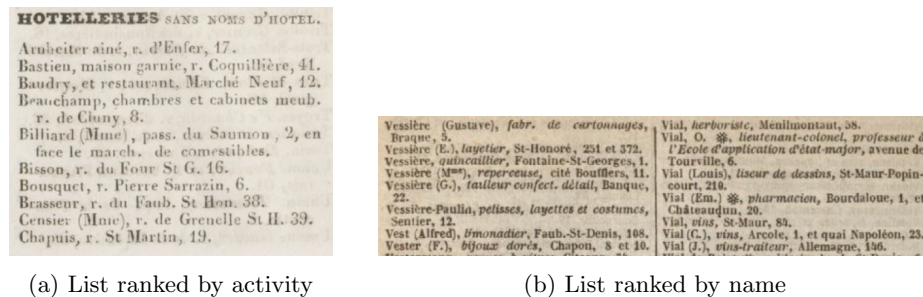 HOTELLERIES SANS NOMS D'HOTEL.
Arnheiter ainé, r. d'Enfer, 17.
Bastien, maison garnie, r. Coquillière, 41.
Baudry, et restaurant, Marché Neuf, 12.
Beauchamp, chambres et cabinets meub.
r. de Cluny, 8.
Billiard (Mme), pass. du Saumon, 2, en
face le march. de comestibles.
Bisson, r. du Four St G. 16.
Bousquet, r. Pierre Sarrazin, 6.
Brasseur, r. du Faub. St Hon. 38.
Censier (Mme), r. de Grenelle St H. 39.
Chapuis, r. St Martin, 19.
(a) List ranked by activity
Vessière (Gustave), fabr. de cartonnages,
Braque, 5.
Vessière (E.), layetier, St-Honoré, 251 et 372.
Vessière, quincaillier, Fontaine-St-Georges, 1.
Vessière (Mme), reperceuse, cité Boufflers, 11.
Vessière (G.), tailleur confect. détail, Banque,
22.
Vessière-Paulin, pelisses, layettes et costumes,
Sentier, 12.
Vest (Alfred), limonadier, Faub.-St-Denis, 108.
Vester (F.), bijoux dorés, Chapon, 8 et 10.
Vial, herboriste, Ménilmontant, 58.
Vial, O. ※, lieutenant-colonel, professeur à
l'Ecole d'application d'état-major, avenue de
Tourville, 6.
Vial (Louis), liseur de dessins, St-Maur-Popin-
court, 210.
Vial (Em.) ※, pharmacien, Bourdaloue, 1, et
Châteaudun, 20.
Vial, vins, St-Maur, 84.
Vial (C.), vins, Arcole, 1, et quai Napoléon, 23.
Vial (J.), vins-traiteur, Allemagne, 146.
(b) List ranked by name